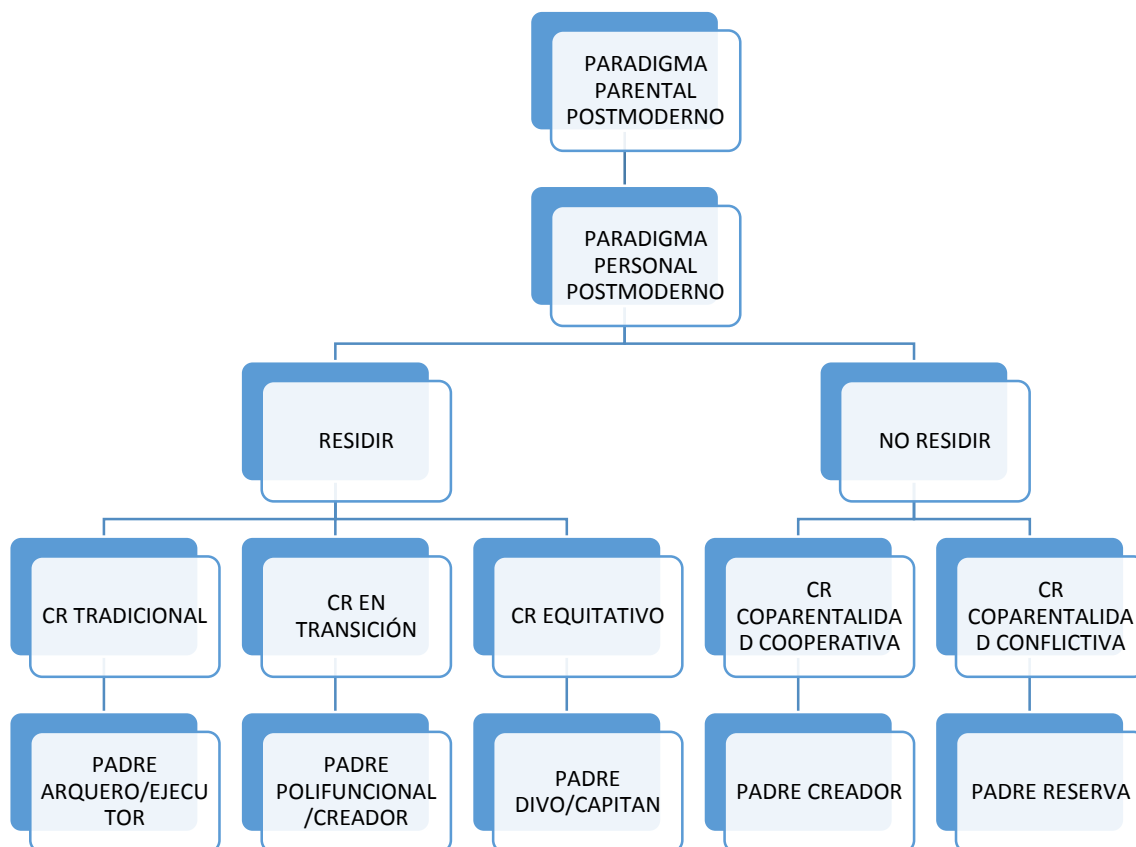 PARADIGMA
PARENTAL
POSTMODERNO
PARADIGMA
PERSONAL
POSTMODERNO
RESIDIR
NO RESIDIR
CR TRADICIONAL
CR EN
TRANSICIÓN
CR EQUITATIVO
CR
COPARENTALIDA
D COOPERATIVA
CR
COPARENTALIDA
D CONFLICTIVA
PADRE
ARQUERO/EJECU
TOR
PADRE
POLIFUNCIONAL
/CREADOR
PADRE
DIVO/CAPITAN
PADRE CREADOR
PADRE RESERVA